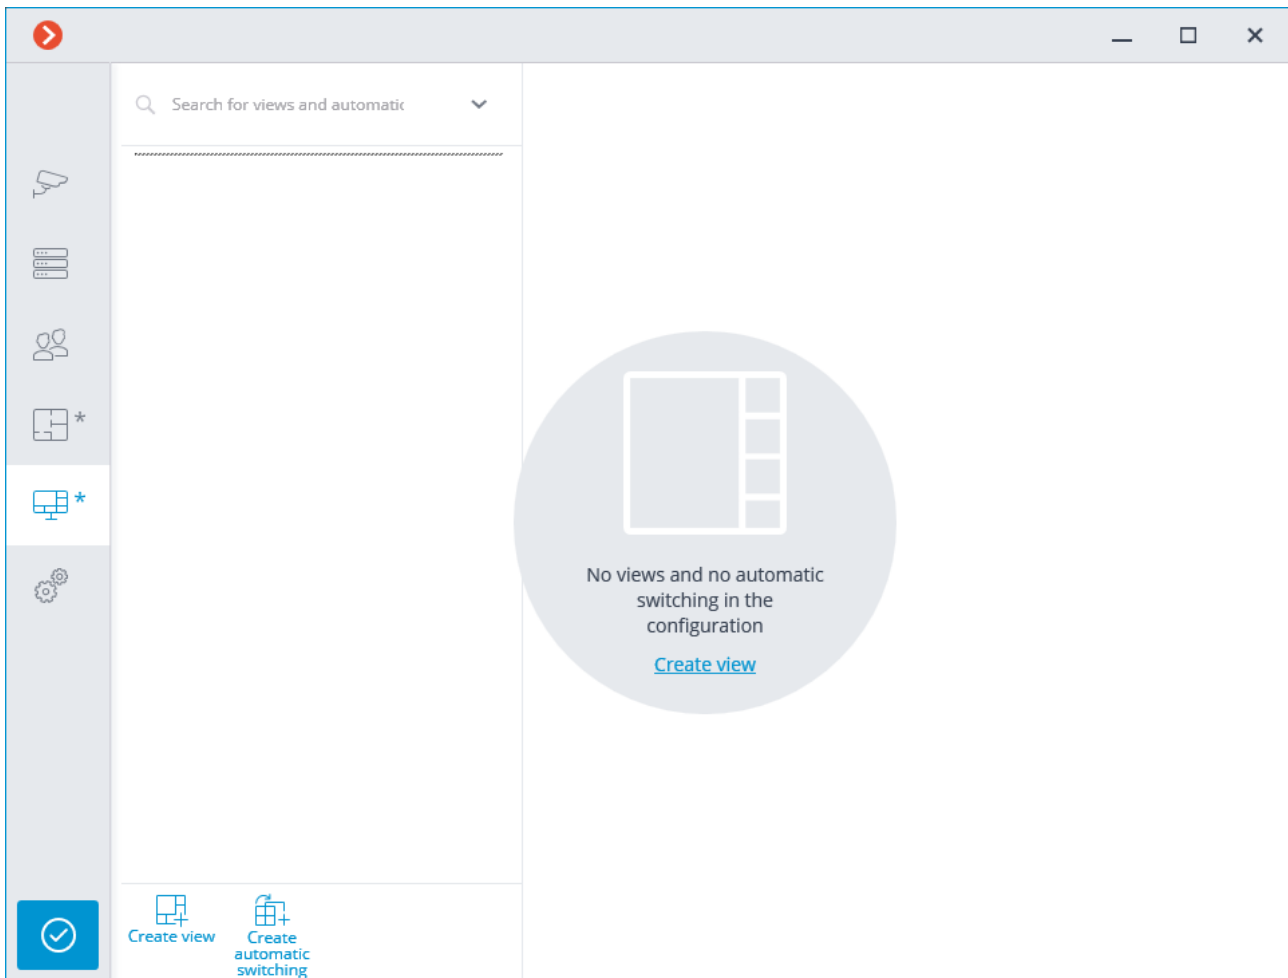 Search for views and automatic
*
*
No views and no automatic
switching in the
configuration
Create view
Create view
Create
automatic
switching